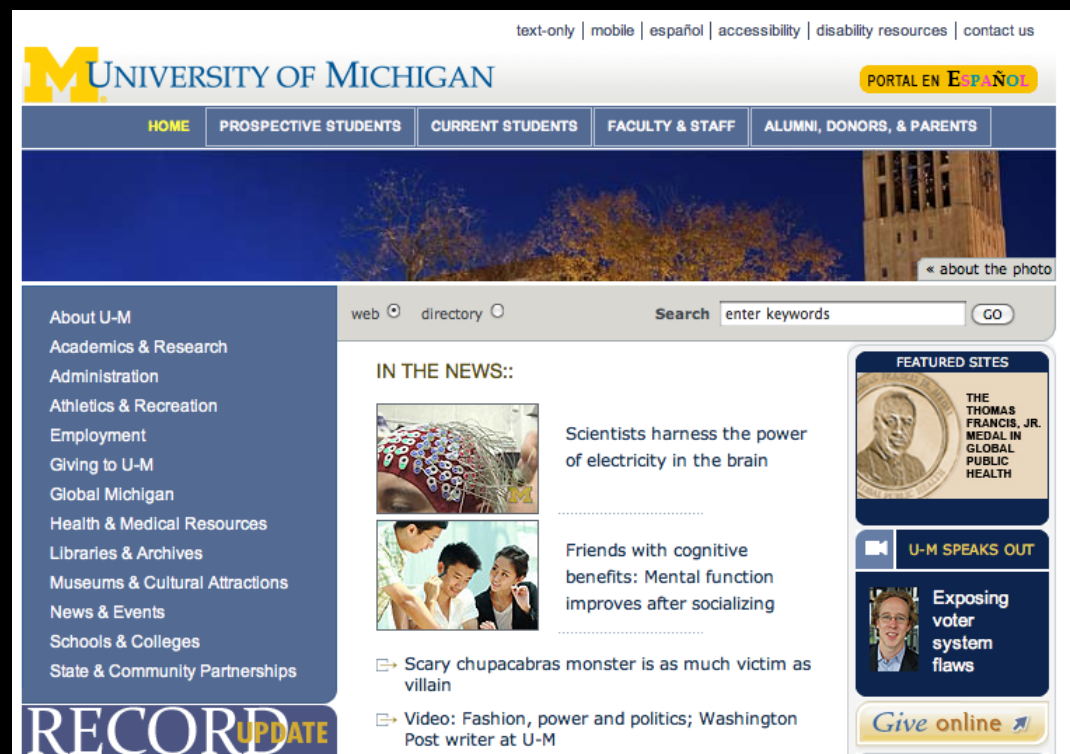 text-only | mobile | español | accessibility | disability resources | contact us
M UNIVERSITY OF MICHIGAN
PORTAL EN ESPAÑOL
HOME PROSPECTIVE STUDENTS CURRENT STUDENTS FACULTY & STAFF ALUMNI, DONORS, & PARENTS
« about the photo
web directory Search enter keywords GO
About U-M
Academics & Research
Administration
Athletics & Recreation
Employment
Giving to U-M
Global Michigan
Health & Medical Resources
Libraries & Archives
Museums & Cultural Attractions
News & Events
Schools & Colleges
State & Community Partnerships
RECORD UPDATE
IN THE NEWS::
M
Scientists harness the power
of electricity in the brain
Friends with cognitive
benefits: Mental function
improves after socializing
Scary chupacabras monster is as much victim as
villain
Video: Fashion, power and politics; Washington
Post writer at U-M
FEATURED SITES
THE
THOMAS
FRANCIS, JR.
MEDAL IN
GLOBAL
PUBLIC
HEALTH
U-M SPEAKS OUT
Exposing
voter
system
flaws
Give online